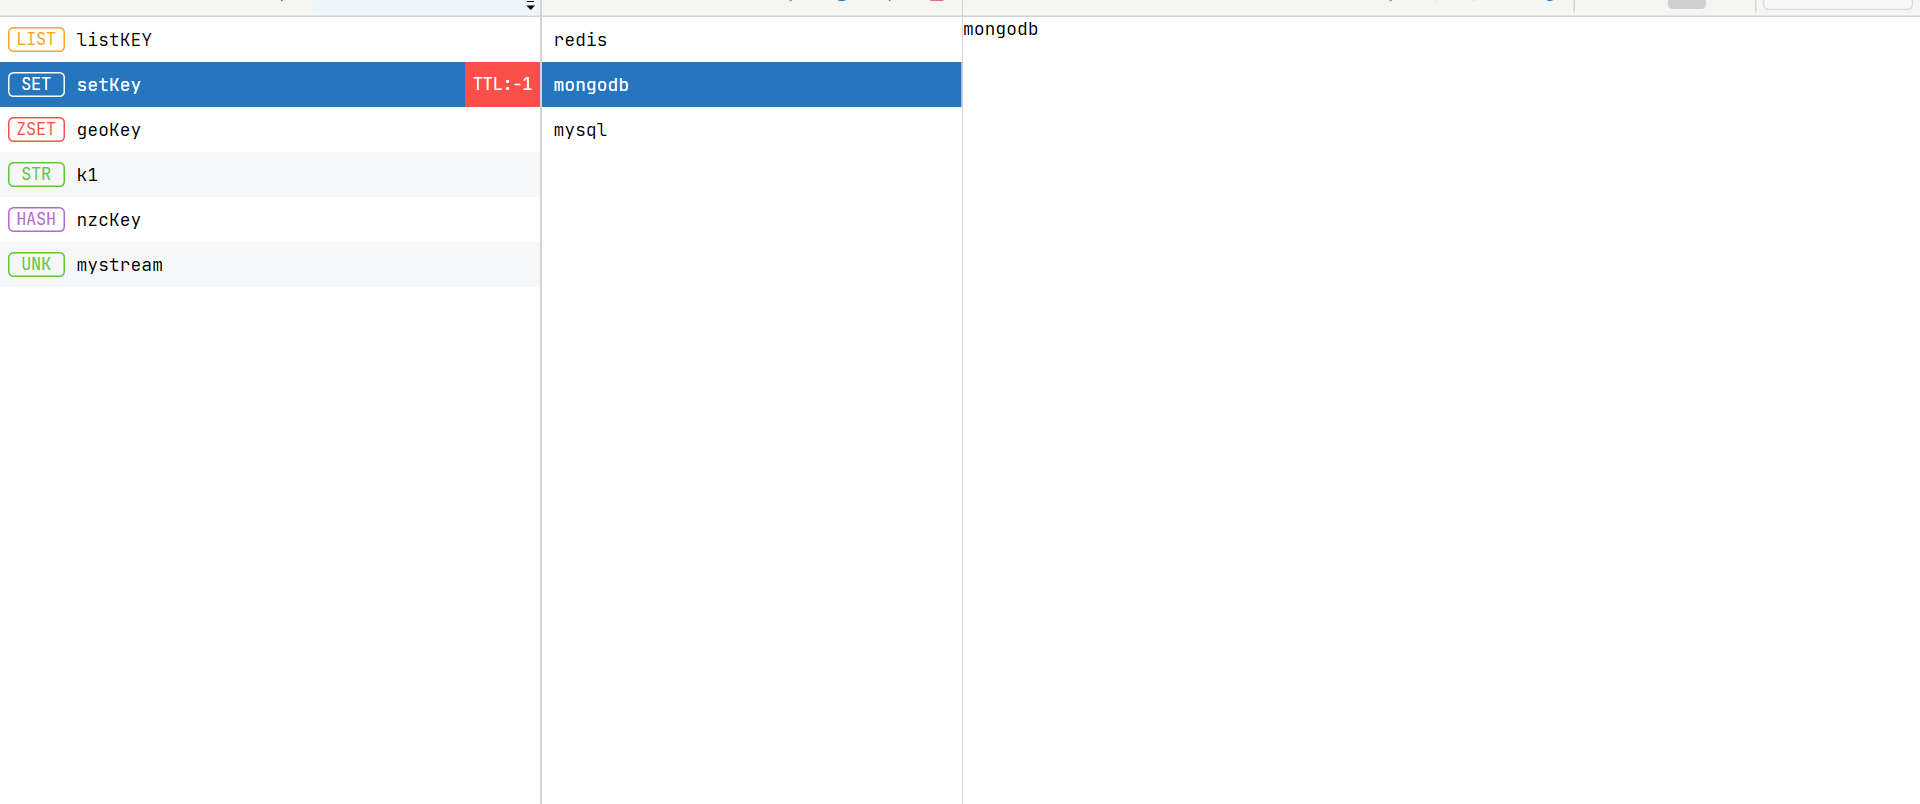 LIST listKEY
SET setKey TTL:-1
ZSET geoKey
STR k1
HASH nzcKey
UNK mystream
redis
mongodb
mysql
mongodb